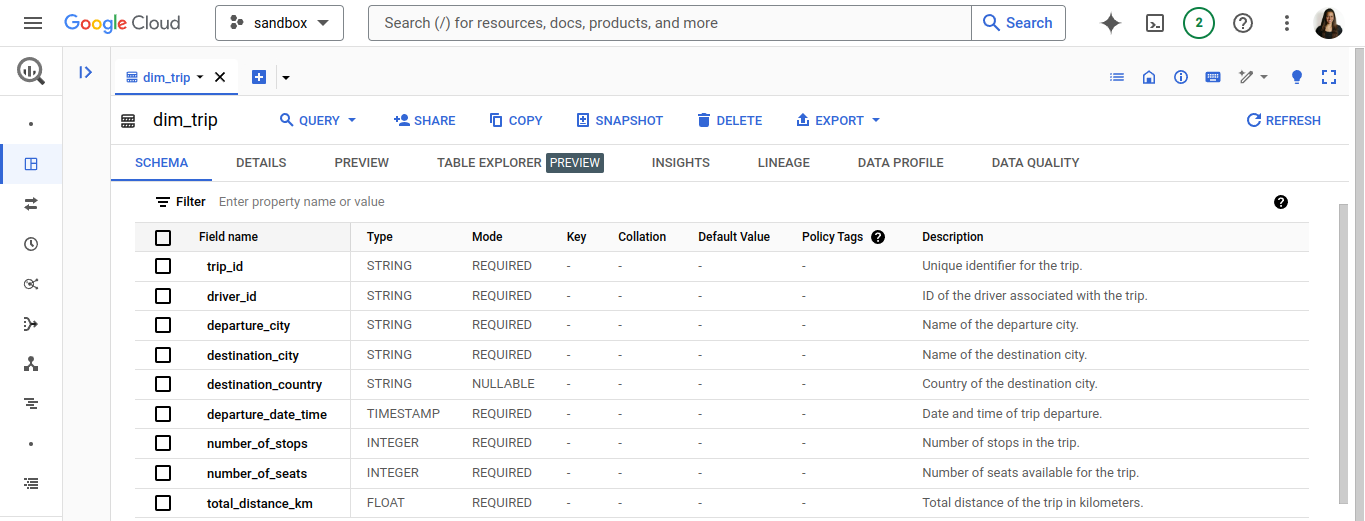 Google Cloud sandbox Search (/) for resources, docs, products, and more Search 2
dim_trip
dim_trip QUERY SHARE COPY SNAPSHOT DELETE EXPORT REFRESH
SCHEMA DETAILS PREVIEW TABLE EXPLORER PREVIEW INSIGHTS LINEAGE DATA PROFILE DATA QUALITY
Filter Enter property name or value
Field name Type Mode Key Collation Default Value Policy Tags Description
trip_id STRING REQUIRED - - - - Unique identifier for the trip.
driver_id STRING REQUIRED - - - - ID of the driver associated with the trip.
departure_city STRING REQUIRED - - - - Name of the departure city.
destination_city STRING REQUIRED - - - - Name of the destination city.
destination_country STRING NULLABLE - - - - Country of the destination city.
departure_date_time TIMESTAMP REQUIRED - - - - Date and time of trip departure.
number_of_stops INTEGER REQUIRED - - - - Number of stops in the trip.
number_of_seats INTEGER REQUIRED - - - - Number of seats available for the trip.
total_distance_km FLOAT REQUIRED - - - - Total distance of the trip in kilometers.